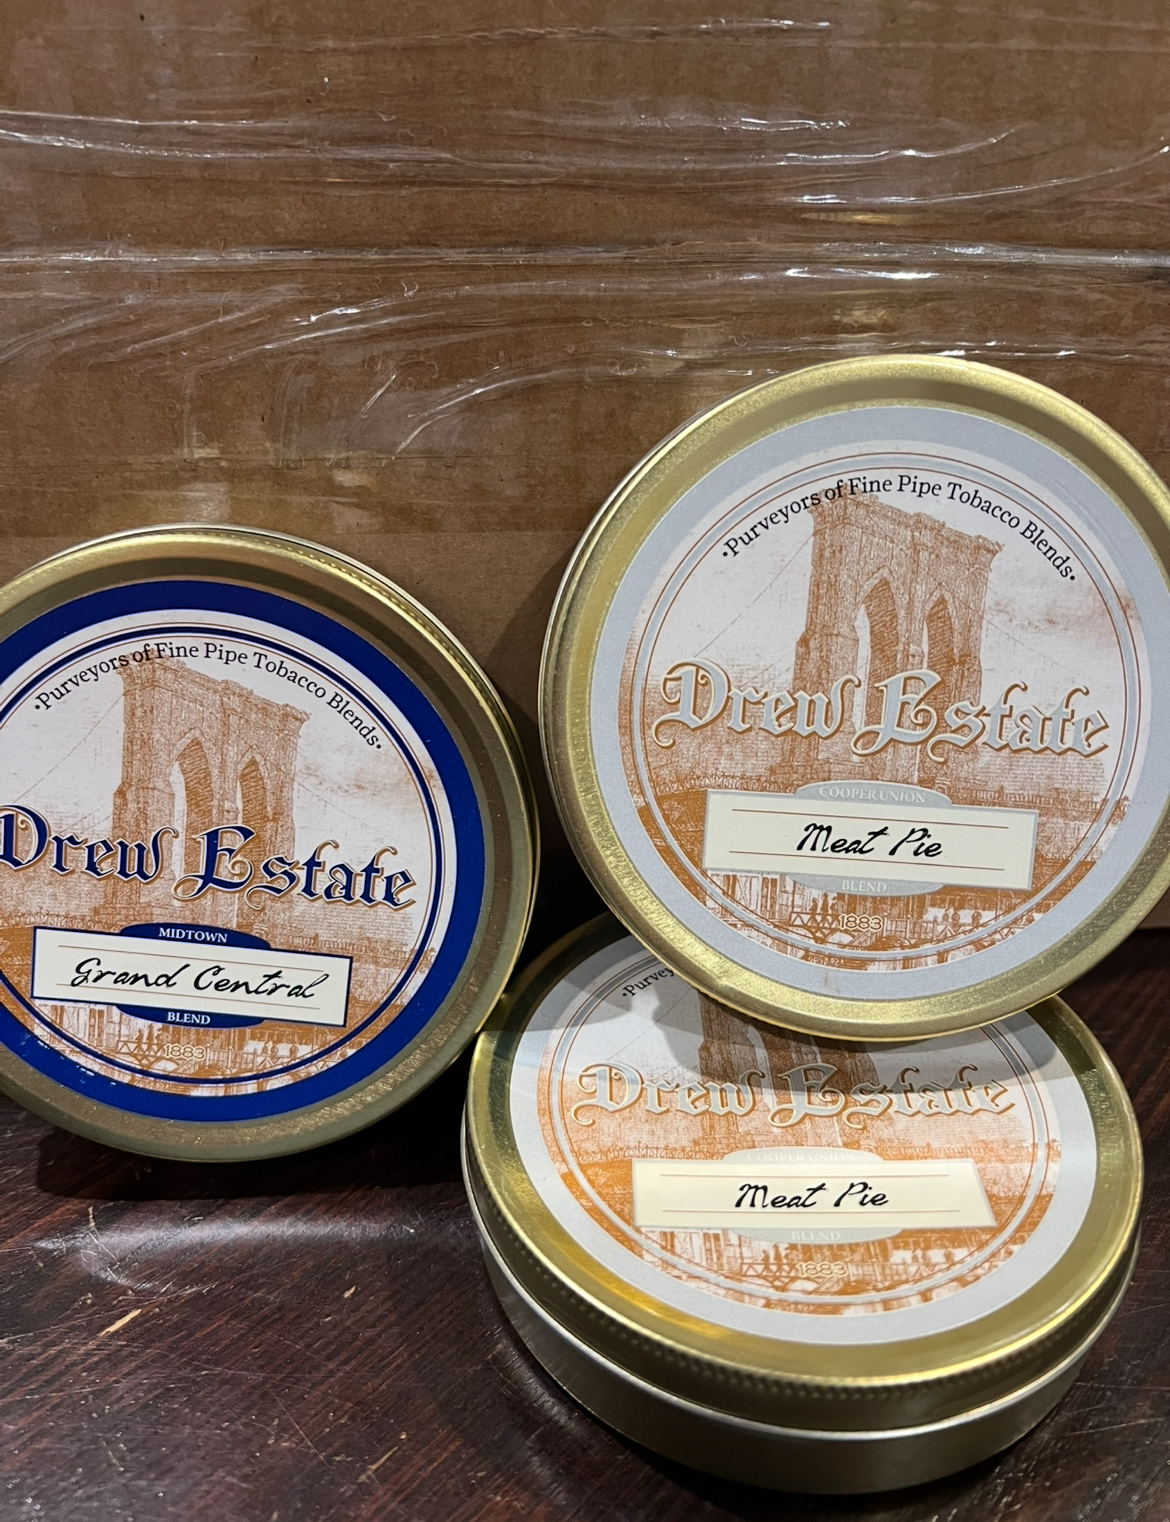 ·Purveyors of Fine Pipe Tobacco Blends·
Drew Estate
MIDTOWN
Grand Central
BLEND
1883
·Purveyors of Fine Pipe Tobacco Blends·
Drew Estate
COOPER UNION
Meat Pie
BLEND
1883
·Purvey
Drew Estate
COOPER UNION
Meat Pie
BLEND
1883